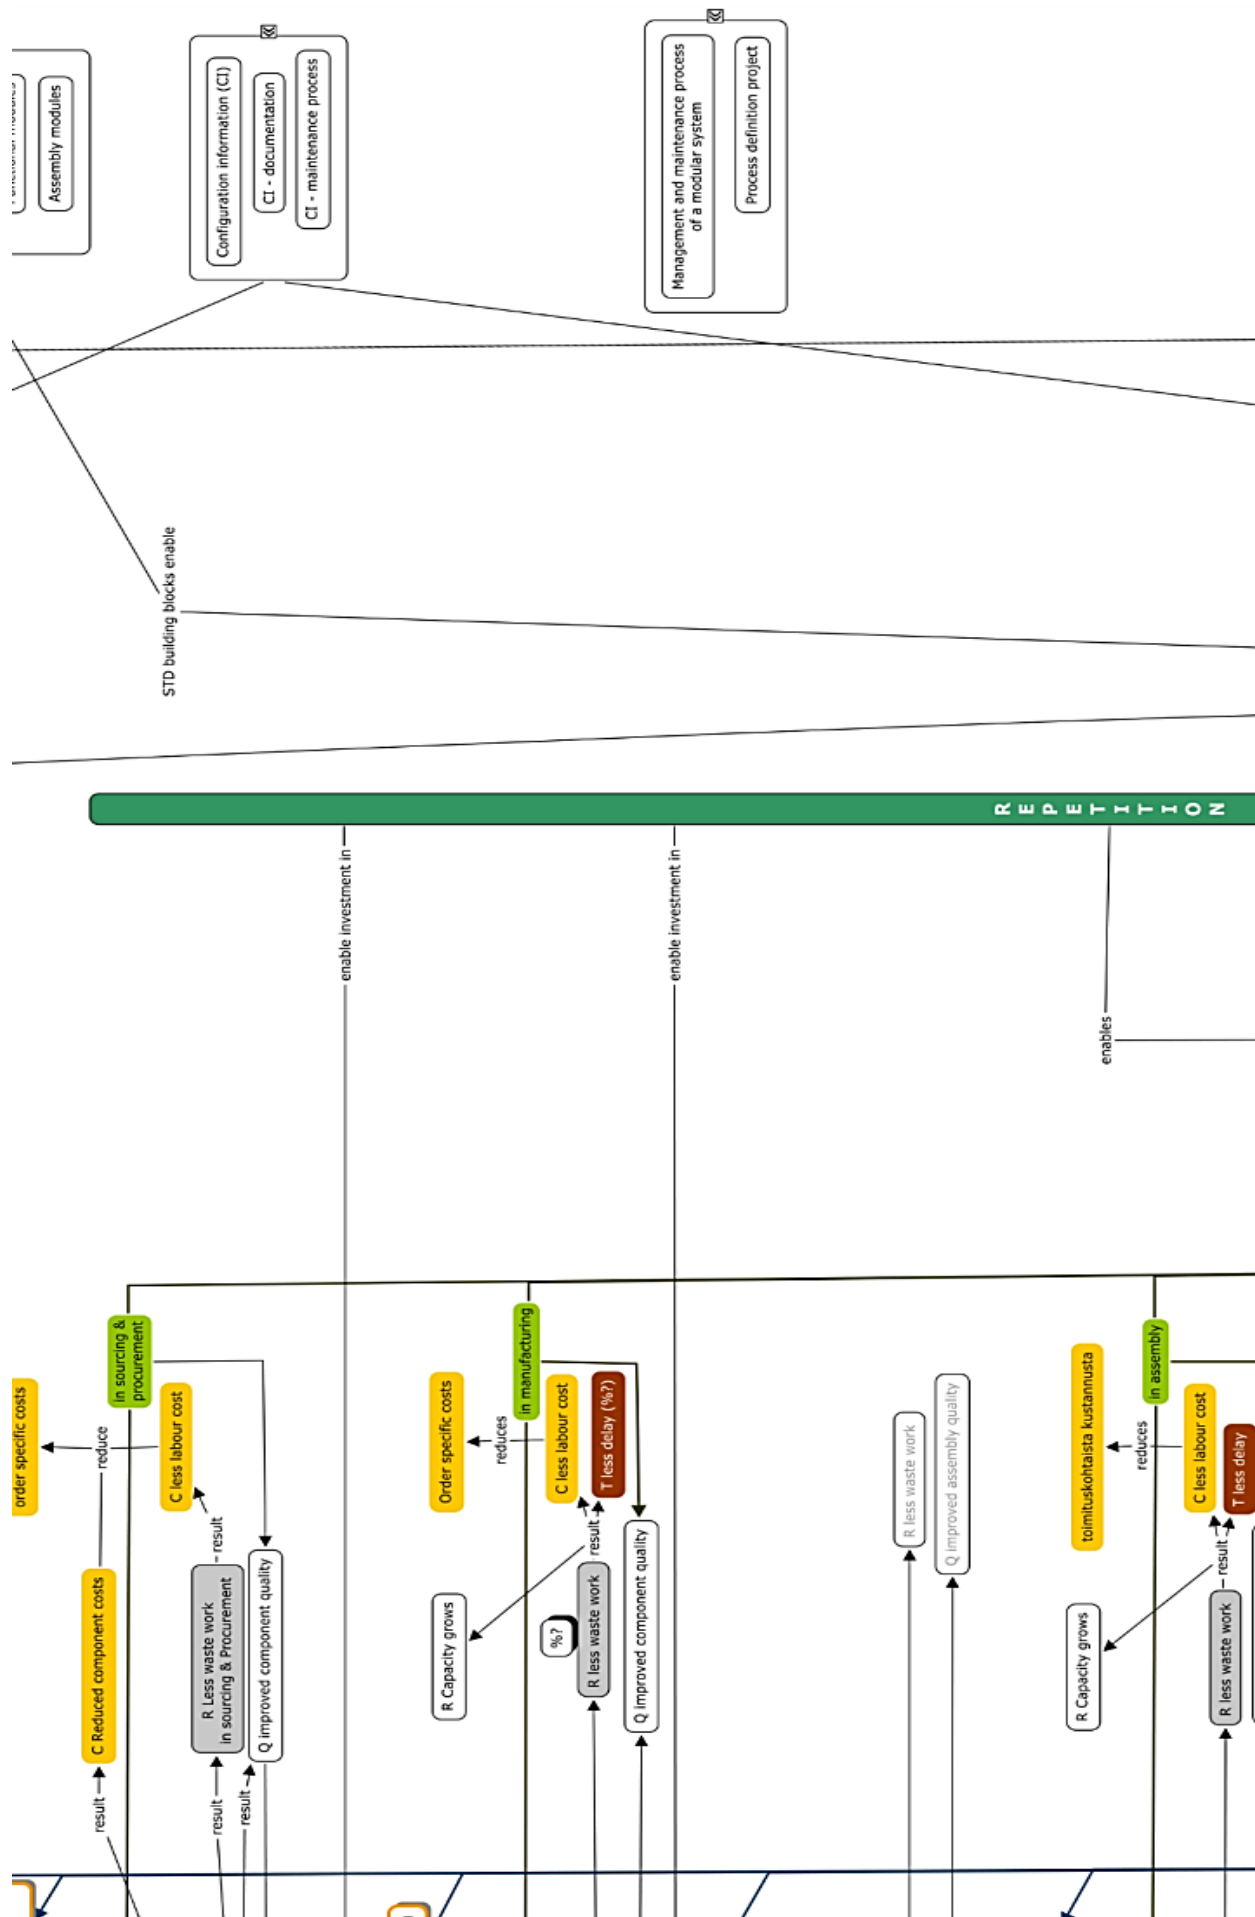 Assembly modules
Configuration information (CI)
CI - documentation
CI - maintenance process
Management and maintenance process
of a modular system
Process definition project
STD building blocks enable
REPETITION
enable investment in
enable investment in
enables
in sourcing &
procurement
order specific costs
reduce
C less labour cost
result
C Reduced component costs
R Less waste work
in sourcing & Procurement
Q improved component quality
result
result
result
in manufacturing
Order specific costs
reduces
C less labour cost
T less delay (%?)
result
R Capacity grows
%?
R less waste work
Q improved component quality
R less waste work
Q improved assembly quality
in assembly
toimituskohtaista kustannusta
reduces
C less labour cost
T less delay
result
R Capacity grows
R less waste work